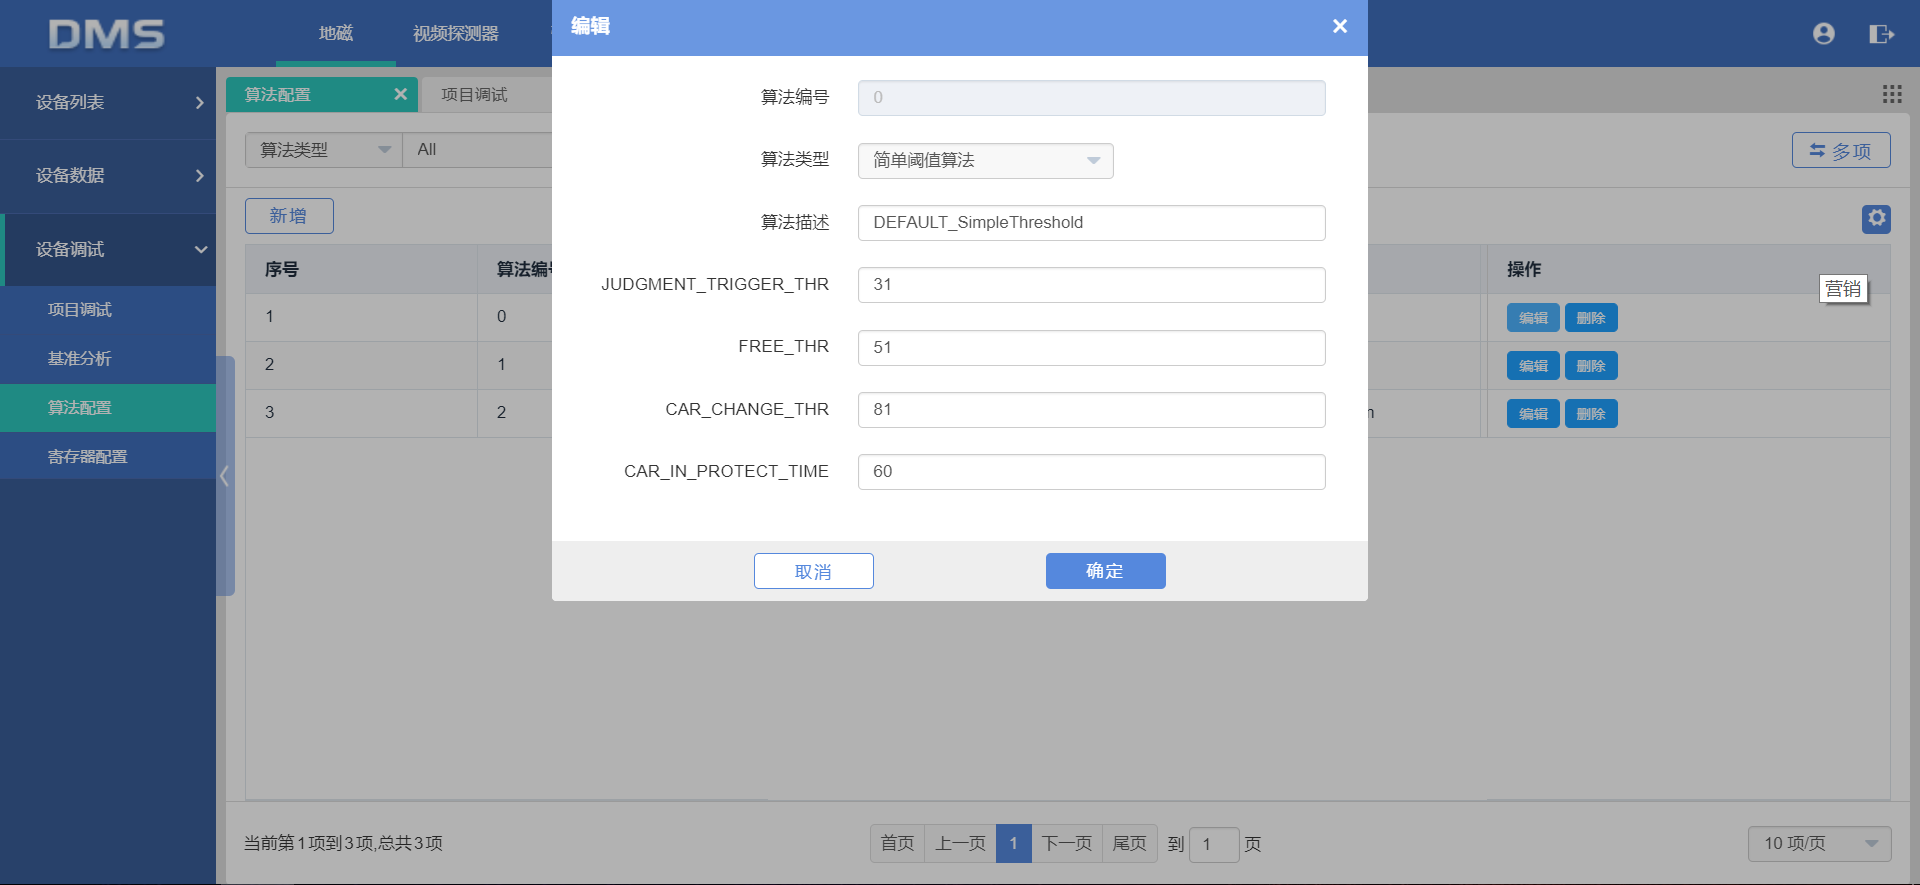 DMS
地磁
视频探测器
编辑
设备列表
设备数据
设备调试
项目调试
基准分析
算法配置
寄存器配置
算法配置
项目调试
算法类型
All
多项
新增
序号
算法编号
操作
1
0
编辑
删除
2
1
编辑
删除
3
2
编辑
删除
营销
算法编号
0
算法类型
简单阈值算法
算法描述
DEFAULT_SimpleThreshold
JUDGMENT_TRIGGER_THR
31
FREE_THR
51
CAR_CHANGE_THR
81
CAR_IN_PROTECT_TIME
60
取消
确定
当前第1项到3项,总共3项
首页
上一页
1
下一页
尾页
到
1
页
10 项/页